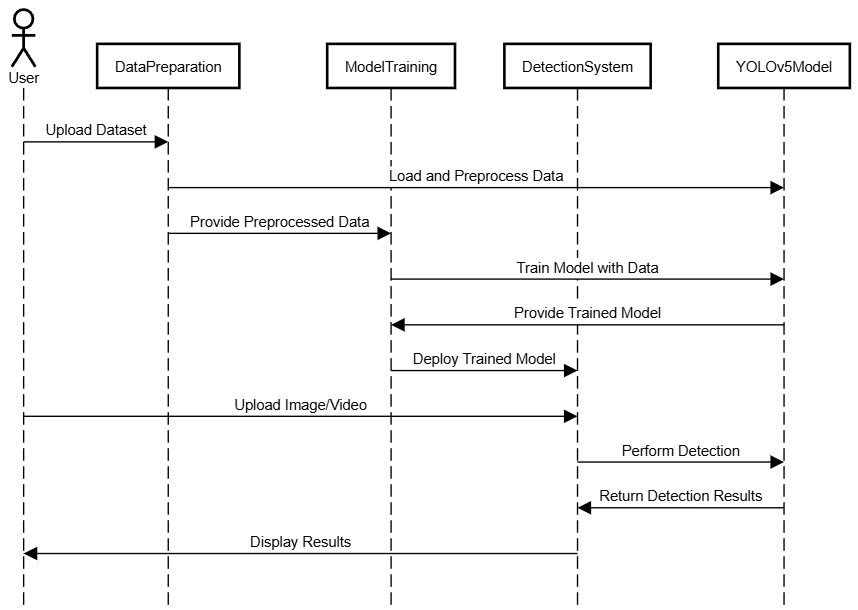 User
DataPreparation
ModelTraining
DetectionSystem
YOLOv5Model
Upload Dataset
Load and Preprocess Data
Provide Preprocessed Data
Train Model with Data
Provide Trained Model
Deploy Trained Model
Upload Image/Video
Perform Detection
Return Detection Results
Display Results